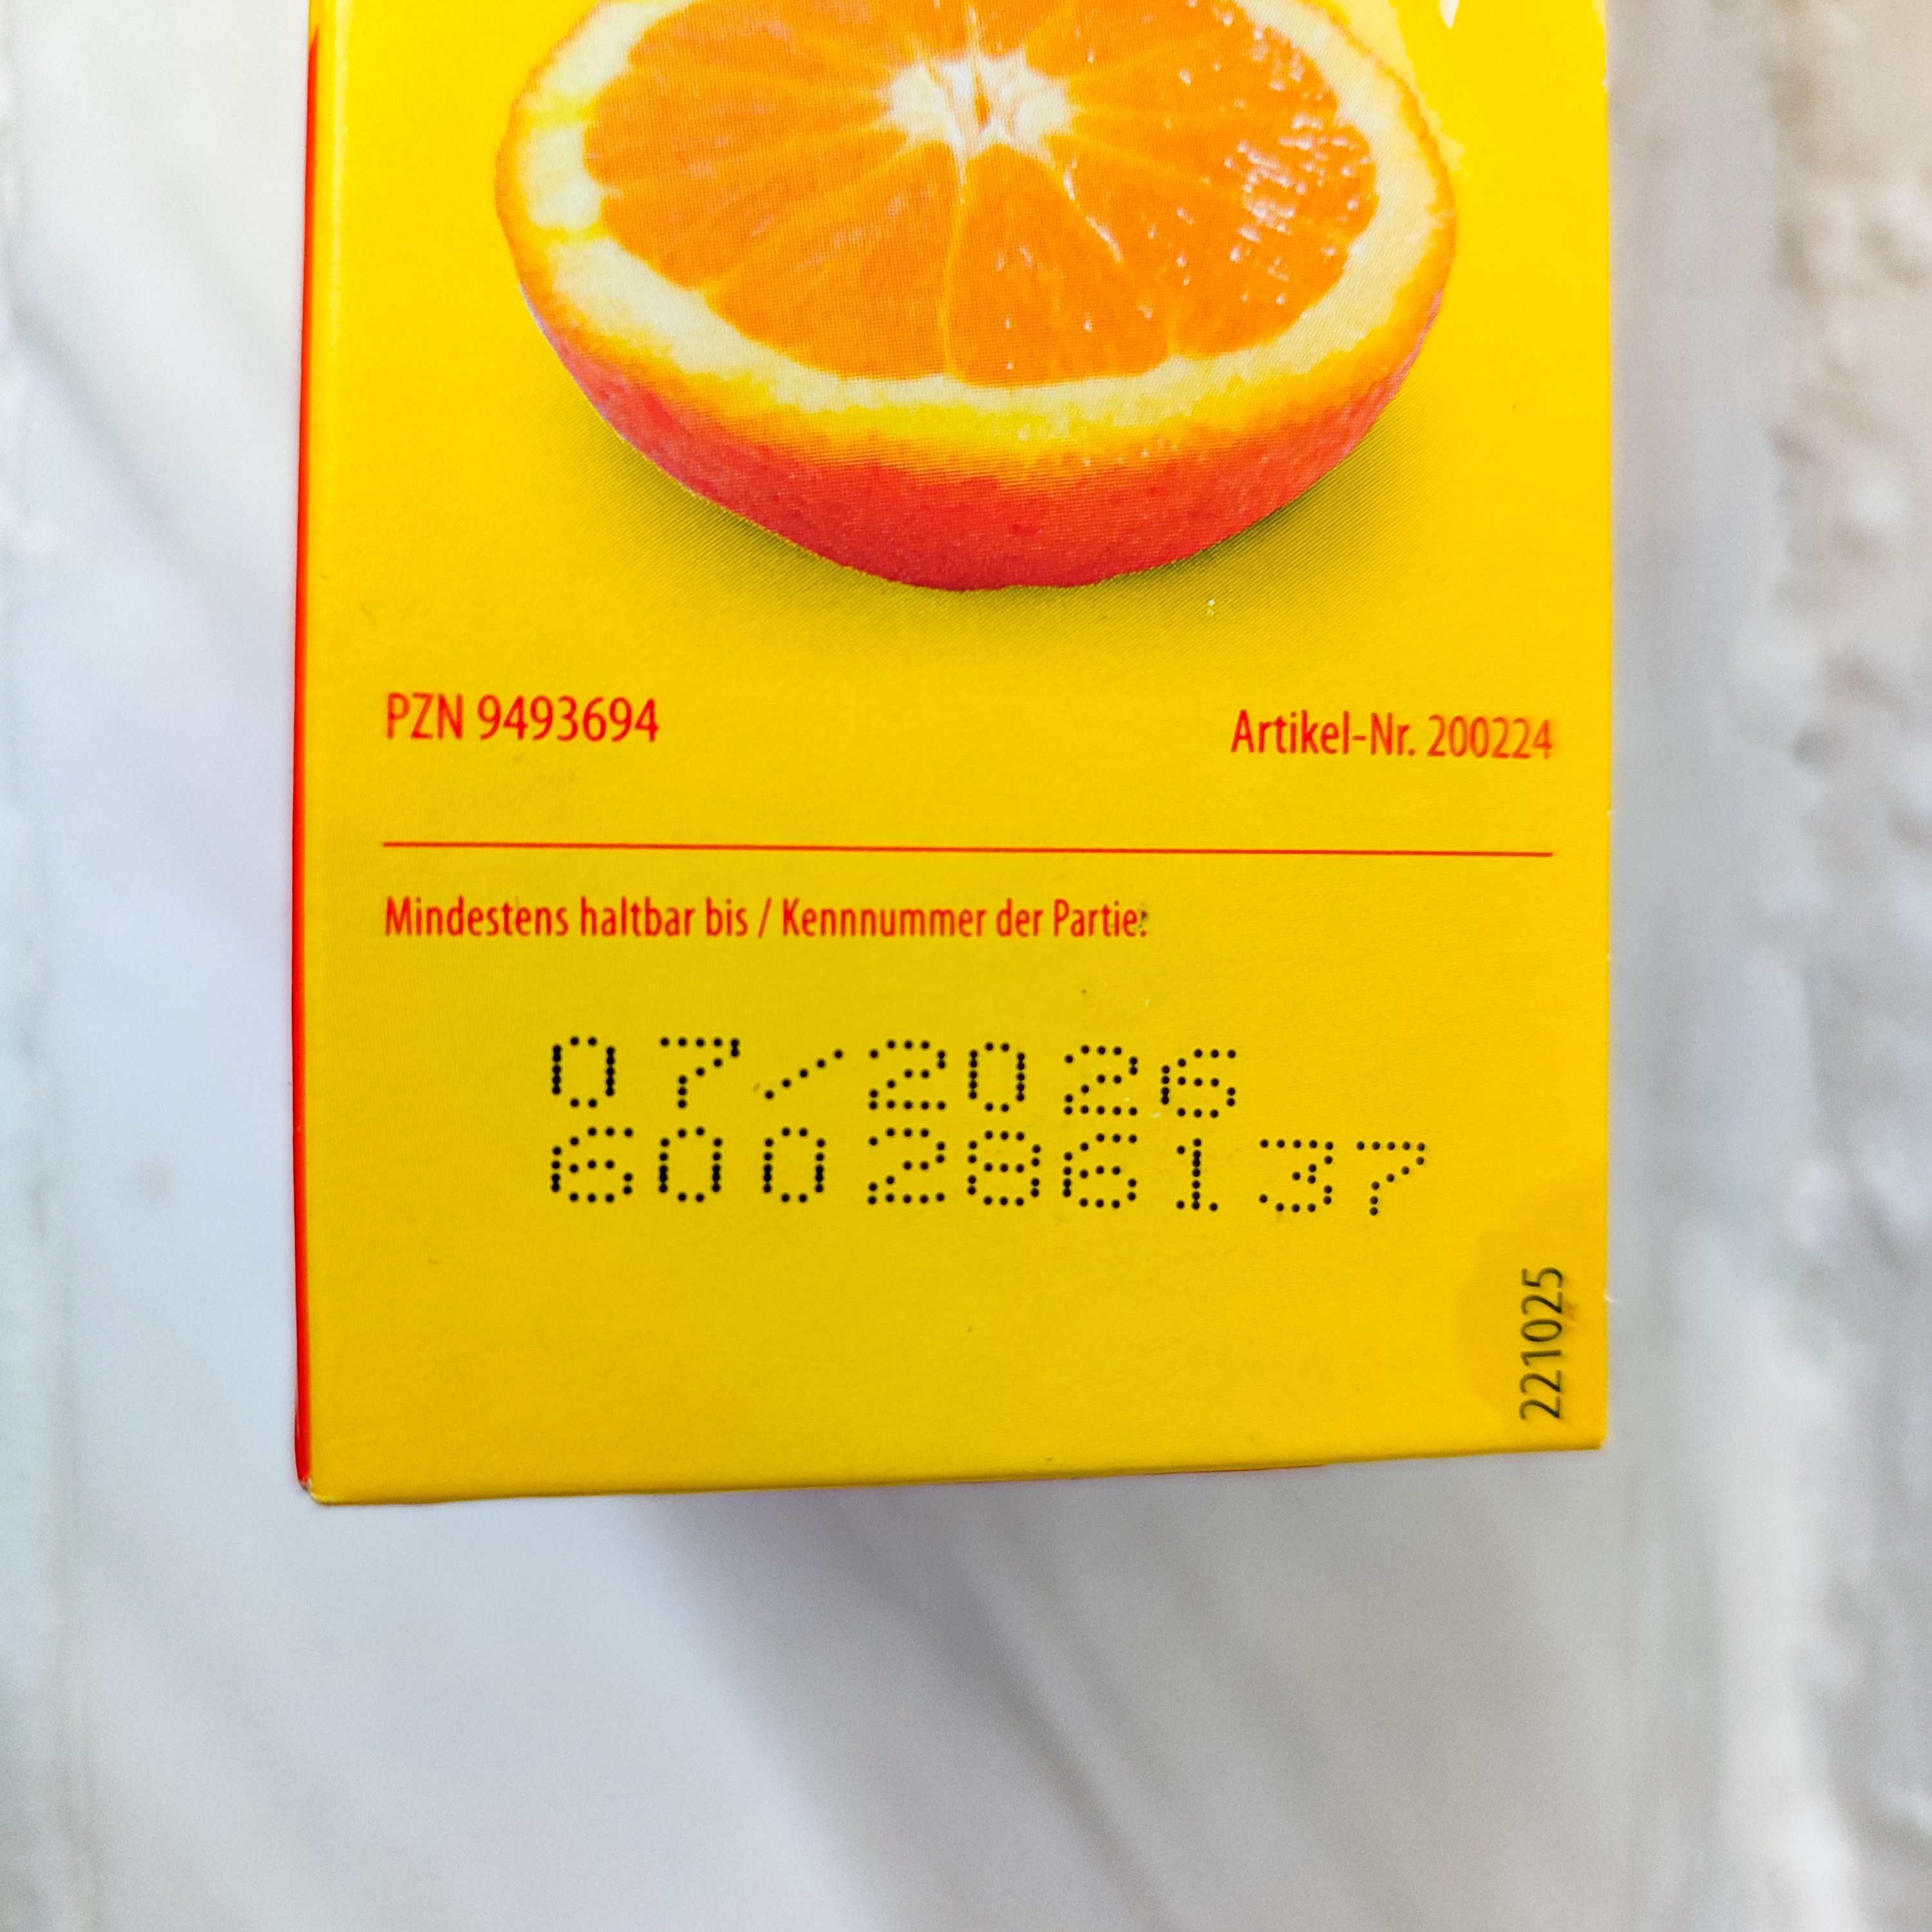 PZN 9493694
Artikel-Nr. 200224
Mindestens haltbar bis / Kennnummer der Partie:
07/2026
600286137
221025